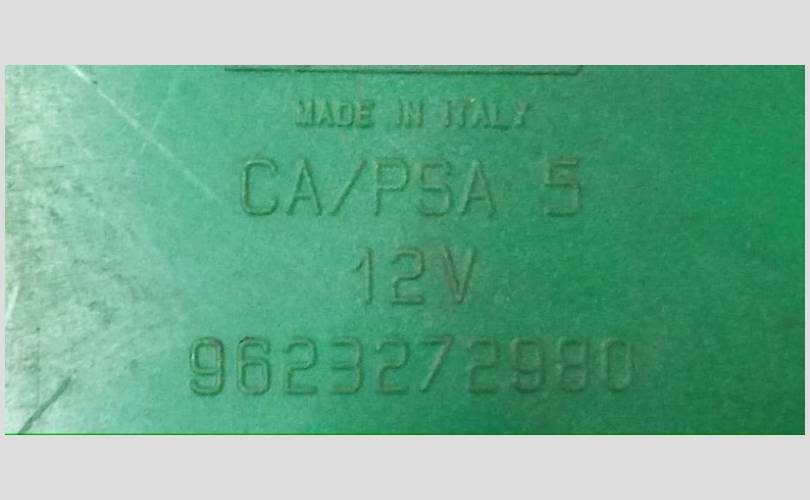 MADE IN ITALY
CA/PSA 5
12V
9623272980